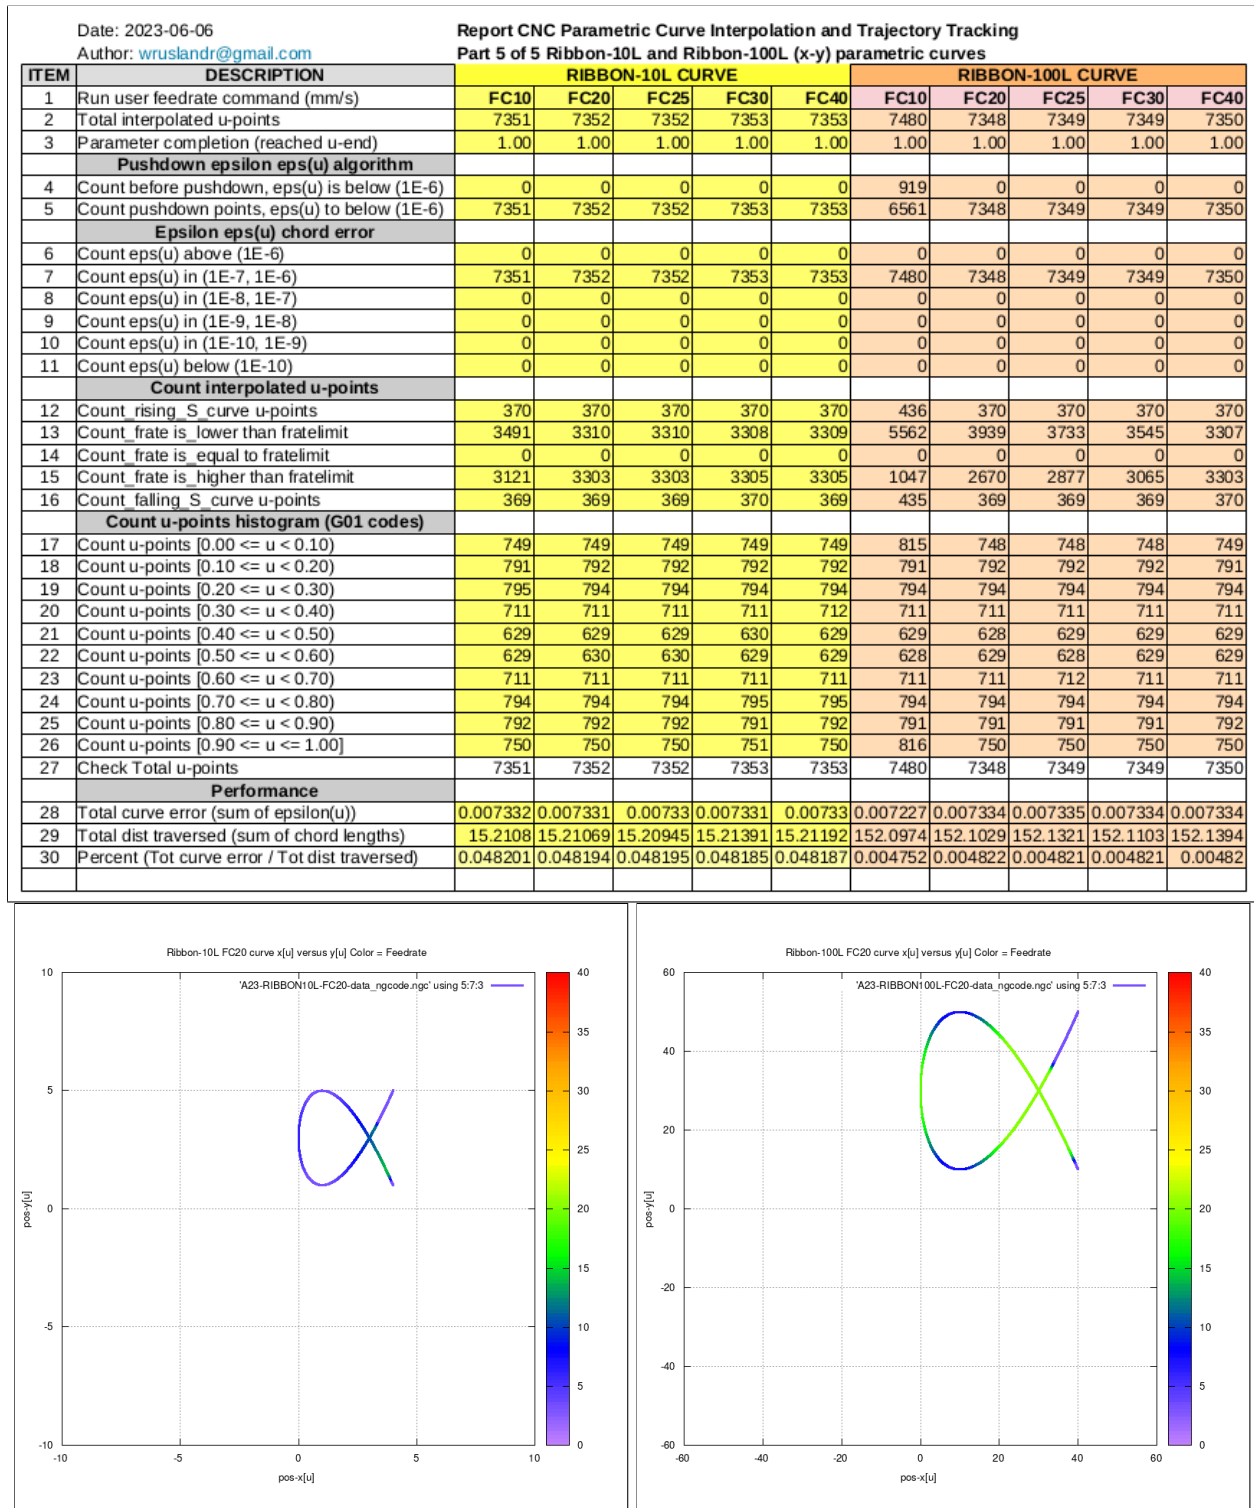 Date: 2023-06-06 Report CNC Parametric Curve Interpolation and Trajectory Tracking
Author: wruslandr@gmail.com Part 5 of 5 Ribbon-10L and Ribbon-100L (x-y) parametric curves
ITEM DESCRIPTION RIBBON-10L CURVE RIBBON-100L CURVE
1 Run user feedrate command (mm/s) FC10 FC20 FC25 FC30 FC40 FC10 FC20 FC25 FC30 FC40
2 Total interpolated u-points 7351 7352 7352 7353 7353 7480 7348 7349 7349 7350
3 Parameter completion (reached u-end) 1.00 1.00 1.00 1.00 1.00 1.00 1.00 1.00 1.00 1.00
Pushdown epsilon eps(u) algorithm
4 Count before pushdown, eps(u) is below (1E-6) 0 0 0 0 0 919 0 0 0 0
5 Count pushdown points, eps(u) to below (1E-6) 7351 7352 7352 7353 7353 6561 7348 7349 7349 7350
Epsilon eps(u) chord error
6 Count eps(u) above (1E-6) 0 0 0 0 0 0 0 0 0 0
7 Count eps(u) in (1E-7, 1E-6) 7351 7352 7352 7353 7353 7480 7348 7349 7349 7350
8 Count eps(u) in (1E-8, 1E-7) 0 0 0 0 0 0 0 0 0 0
9 Count eps(u) in (1E-9, 1E-8) 0 0 0 0 0 0 0 0 0 0
10 Count eps(u) in (1E-10, 1E-9) 0 0 0 0 0 0 0 0 0 0
11 Count eps(u) below (1E-10) 0 0 0 0 0 0 0 0 0 0
Count interpolated u-points
12 Count_rising_S_curve u-points 370 370 370 370 370 436 370 370 370 370
13 Count_frate is_lower than fratelimit 3491 3310 3310 3308 3309 5562 3939 3733 3545 3307
14 Count_frate is_equal to fratelimit 0 0 0 0 0 0 0 0 0 0
15 Count_frate is_higher than fratelimit 3121 3303 3303 3305 3305 1047 2670 2877 3065 3303
16 Count_falling_S_curve u-points 369 369 369 370 369 435 369 369 369 370
Count u-points histogram (G01 codes)
17 Count u-points [0.00 <= u < 0.10) 749 749 749 749 749 815 748 748 748 749
18 Count u-points [0.10 <= u < 0.20) 791 792 792 792 792 791 792 792 792 791
19 Count u-points [0.20 <= u < 0.30) 795 794 794 794 794 794 794 794 794 794
20 Count u-points [0.30 <= u < 0.40) 711 711 711 711 712 711 711 711 711 711
21 Count u-points [0.40 <= u < 0.50) 629 629 629 630 629 629 628 629 629 629
22 Count u-points [0.50 <= u < 0.60) 629 630 630 629 629 628 629 628 629 629
23 Count u-points [0.60 <= u < 0.70) 711 711 711 711 711 711 711 712 711 711
24 Count u-points [0.70 <= u < 0.80) 794 794 794 795 795 794 794 794 794 794
25 Count u-points [0.80 <= u < 0.90) 792 792 792 791 792 791 791 791 791 792
26 Count u-points [0.90 <= u <= 1.00] 750 750 750 751 750 816 750 750 750 750
27 Check Total u-points 7351 7352 7352 7353 7353 7480 7348 7349 7349 7350
Performance
28 Total curve error (sum of epsilon(u)) 0.007332 0.007331 0.00733 0.007331 0.00733 0.007227 0.007334 0.007335 0.007334 0.007334
29 Total dist traversed (sum of chord lengths) 15.2108 15.21069 15.20945 15.21391 15.21192 152.0974 152.1029 152.1321 152.1103 152.1394
30 Percent (Tot curve error / Tot dist traversed) 0.048201 0.048194 0.048195 0.048185 0.048187 0.004752 0.004822 0.004821 0.004821 0.00482
Ribbon-10L FC20 curve x[u] versus y[u] Color = Feedrate
'A23-RIBBON10L-FC20-data_ngcode.ngc' using 5:7:3
10
5
0
-5
-10
pos-y[u]
-10 -5 0 5 10
pos-x[u]
40
35
30
25
20
15
10
5
0
Ribbon-100L FC20 curve x[u] versus y[u] Color = Feedrate
'A23-RIBBON100L-FC20-data_ngcode.ngc' using 5:7:3
60
40
20
0
-20
-40
-60
pos-y[u]
-60 -40 -20 0 20 40 60
pos-x[u]
40
35
30
25
20
15
10
5
0